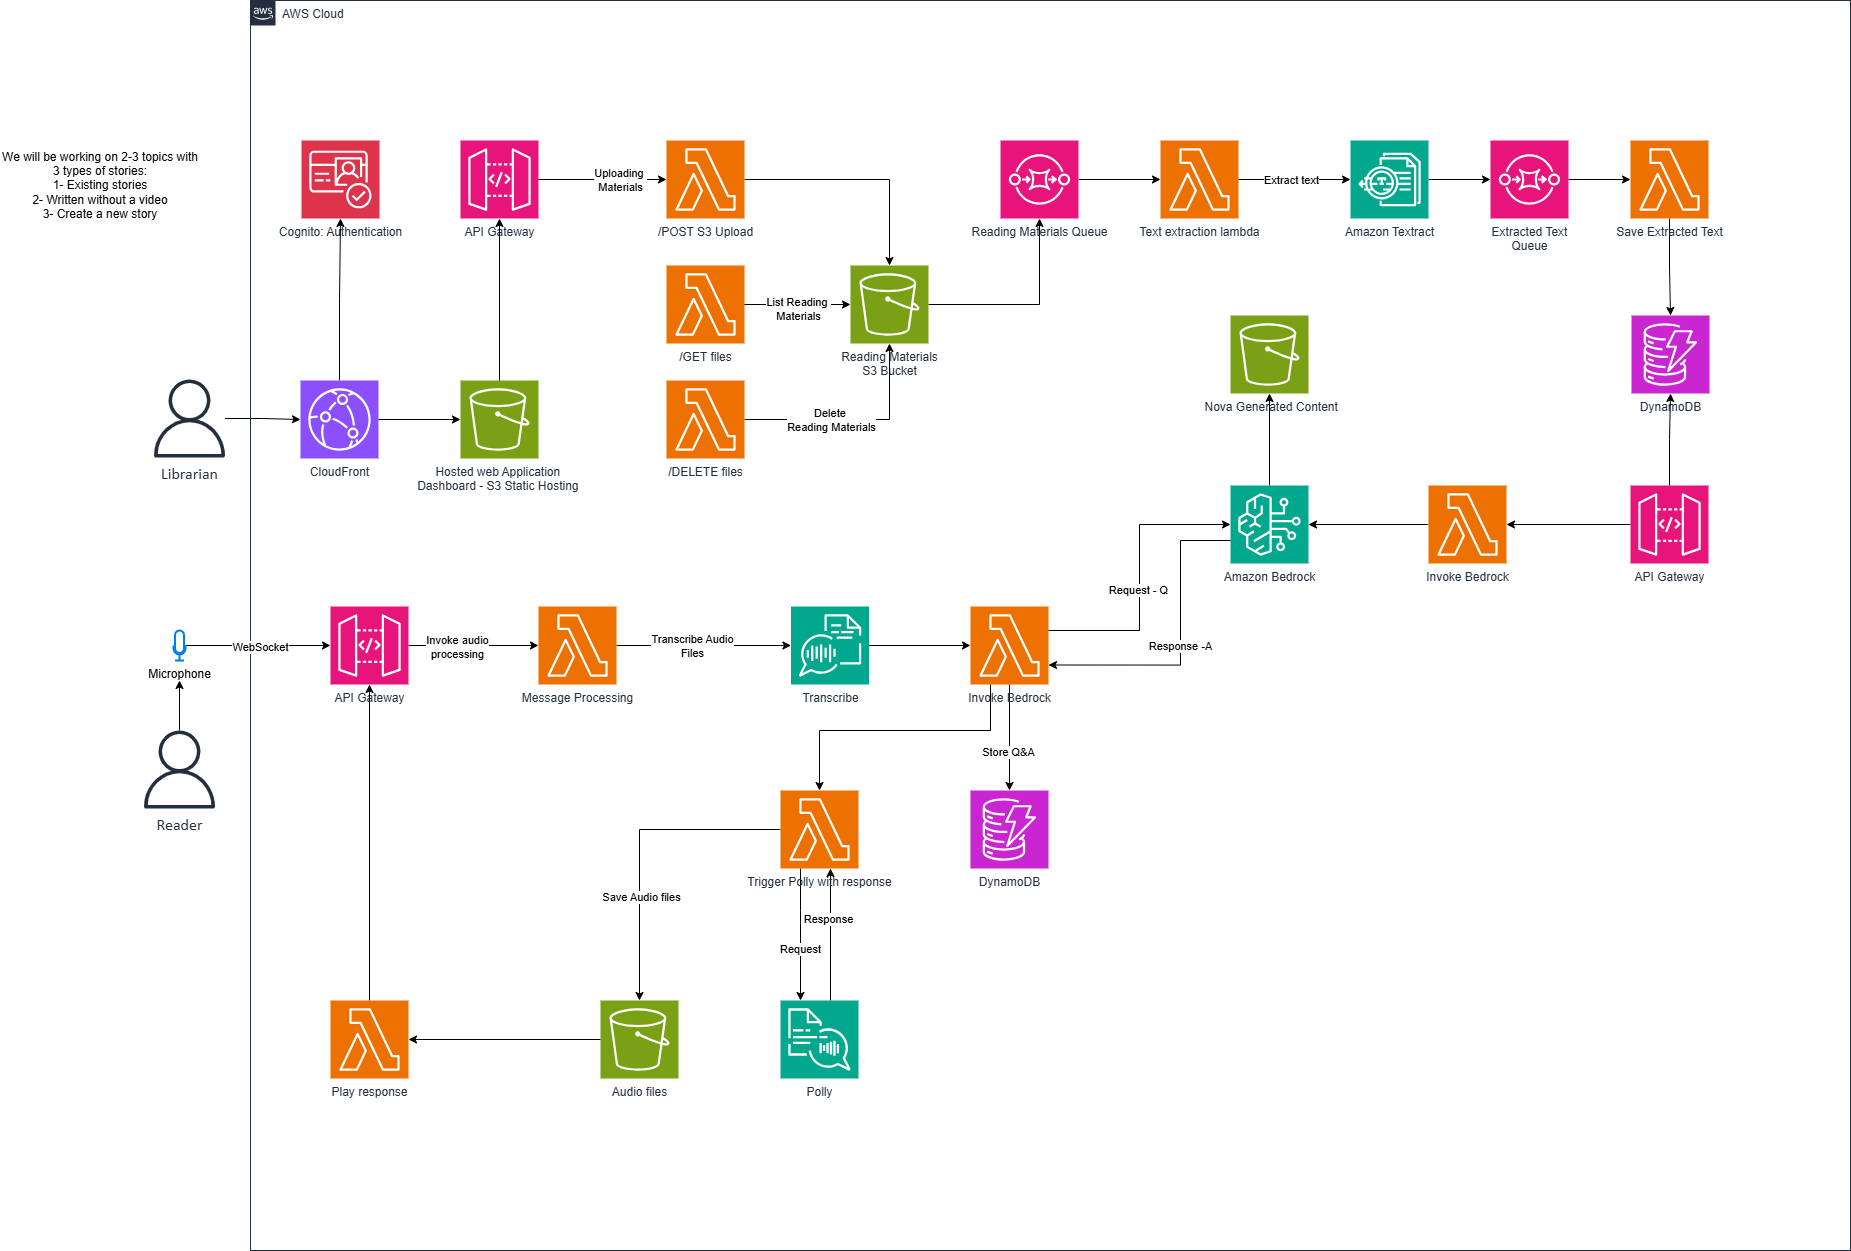 aws
AWS Cloud
We will be working on 2-3 topics with
3 types of stories:
1- Existing stories
2- Written without a video
3- Create a new story
Cognito: Authentication
API Gateway
Uploading
Materials
/POST S3 Upload
Reading Materials Queue
Text extraction lambda
Extract text
Amazon Textract
Extracted Text
Queue
Save Extracted Text
/GET files
List Reading
Materials
Reading Materials
S3 Bucket
Nova Generated Content
DynamoDB
Librarian
CloudFront
Hosted web Application
Dashboard - S3 Static Hosting
/DELETE files
Delete
Reading Materials
Amazon Bedrock
Invoke Bedrock
API Gateway
Request - Q
Response -A
Microphone
WebSocket
API Gateway
Invoke audio
processing
Message Processing
Transcribe Audio
Files
Transcribe
Invoke Bedrock
Store Q&A
Reader
Trigger Polly with response
DynamoDB
Save Audio files
Response
Request
Play response
Audio files
Polly